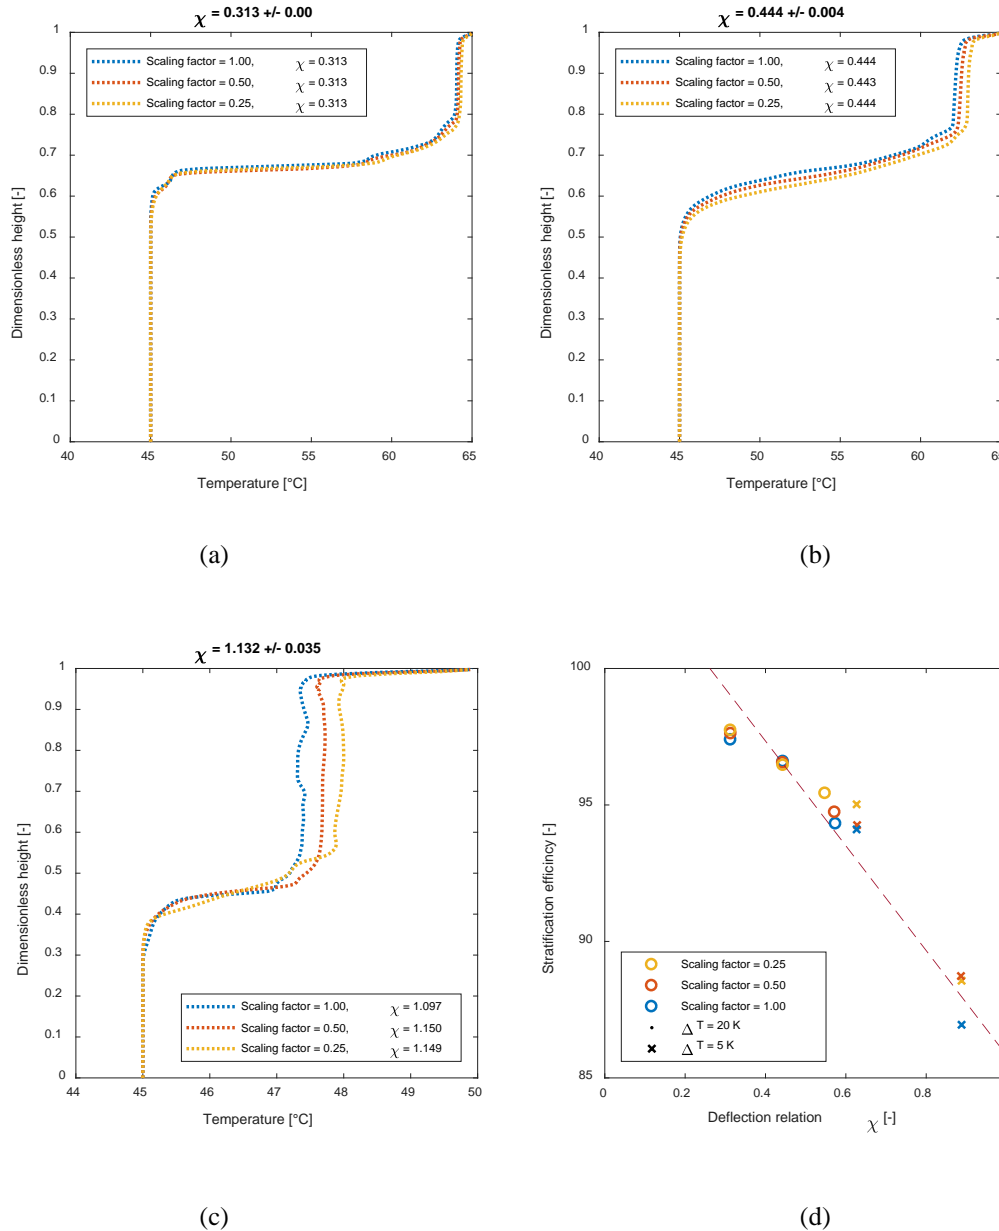 χ = 0.313 +/- 0.00
Scaling factor = 1.00, χ = 0.313
Scaling factor = 0.50, χ = 0.313
Scaling factor = 0.25, χ = 0.313
1
0.9
0.8
0.7
0.6
0.5
0.4
0.3
0.2
0.1
0
Dimensionless height [-]
40 45 50 55 60 65
Temperature [°C]
(a)
χ = 0.444 +/- 0.004
Scaling factor = 1.00, χ = 0.444
Scaling factor = 0.50, χ = 0.443
Scaling factor = 0.25, χ = 0.444
1
0.9
0.8
0.7
0.6
0.5
0.4
0.3
0.2
0.1
0
Dimensionless height [-]
40 45 50 55 60 65
Temperature [°C]
(b)
χ = 1.132 +/- 0.035
1
0.9
0.8
0.7
0.6
0.5
0.4
0.3
0.2
0.1
0
Dimensionless height [-]
Scaling factor = 1.00, χ = 1.097
Scaling factor = 0.50, χ = 1.150
Scaling factor = 0.25, χ = 1.149
44 45 46 47 48 49 50
Temperature [°C]
(c)
100
95
90
85
Stratification efficincy [-]
Scaling factor = 0.25
Scaling factor = 0.50
Scaling factor = 1.00
Δ T = 20 K
Δ T = 5 K
0 0.2 0.4 0.6 0.8
Deflection relation χ [-]
(d)